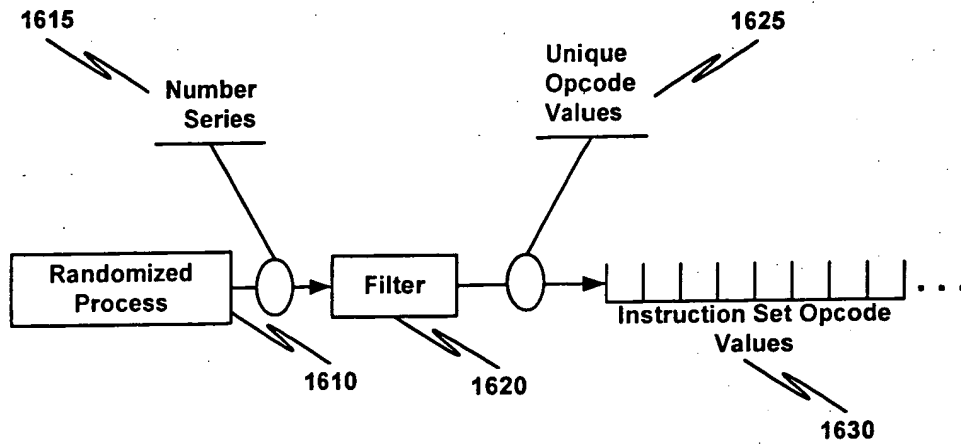 1615
1625
Number
Series
Unique
Opcode
Values
Randomized
Process
Filter
. . .
Instruction Set Opcode
Values
1610
1620
1630